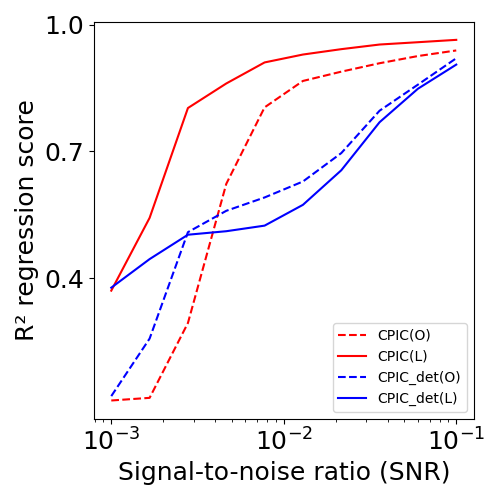 1.0
0.7
0.4
R² regression score
10⁻³
10⁻²
10⁻¹
Signal-to-noise ratio (SNR)
CPIC(O)
CPIC(L)
CPIC_det(O)
CPIC_det(L)